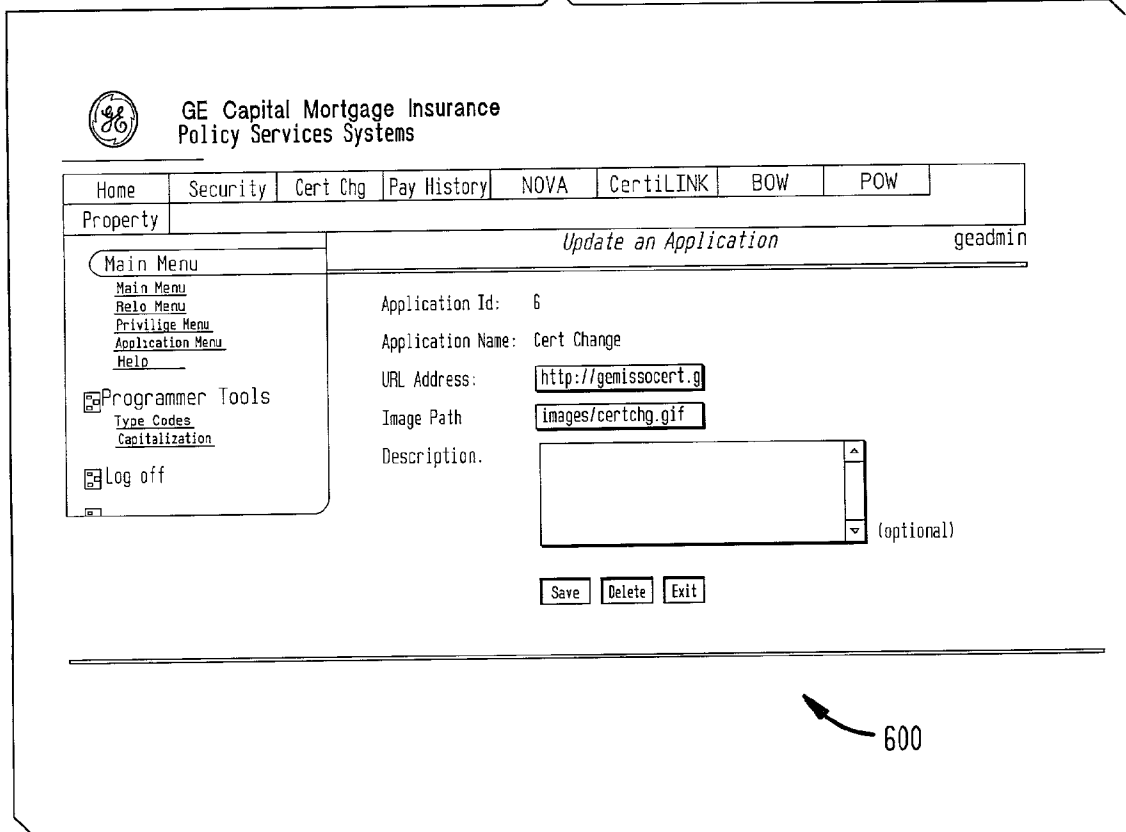 GE Capital Mortgage Insurance
Policy Services Systems
Home Security Cert Chg Pay History NOVA CertiLINK BOW POW
Property
Update an Application geadmin
Main Menu
Main Menu
Relo Menu
Privilige Menu
Application Menu
Help
Programmer Tools
Type Codes
Capitalization
Log off
Application Id: 6
Application Name: Cert Change
URL Address: http://gemissocert.g
Image Path images/certchg.gif
Description.
(optional)
Save Delete Exit
600